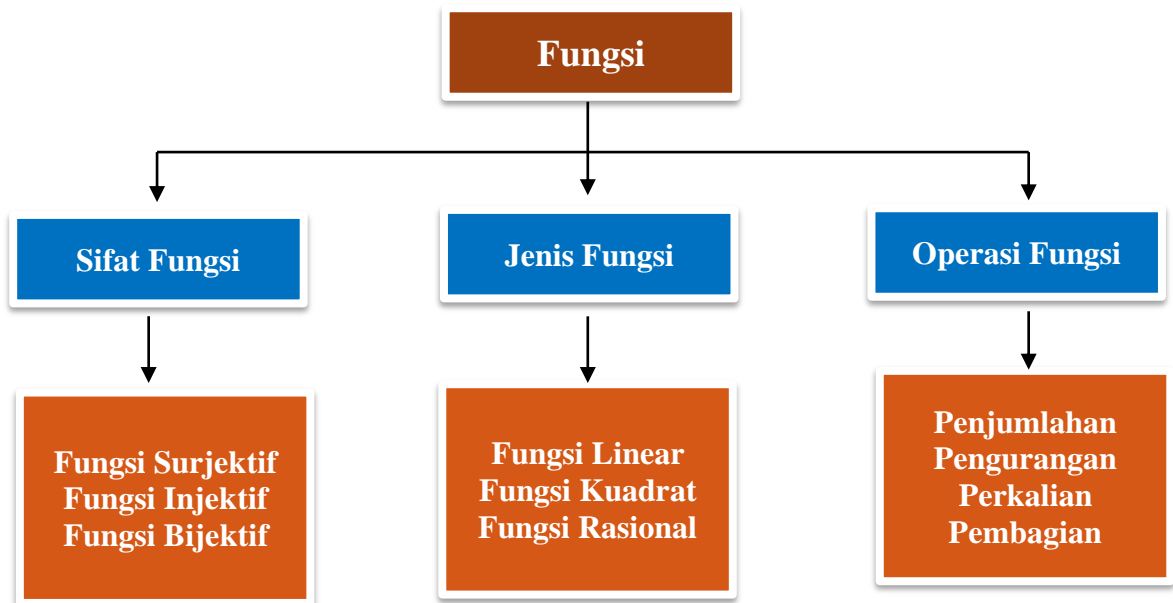 Fungsi
Sifat Fungsi
Jenis Fungsi
Operasi Fungsi
Fungsi Surjektif
Fungsi Injektif
Fungsi Bijektif
Fungsi Linear
Fungsi Kuadrat
Fungsi Rasional
Penjumlahan
Pengurangan
Perkalian
Pembagian